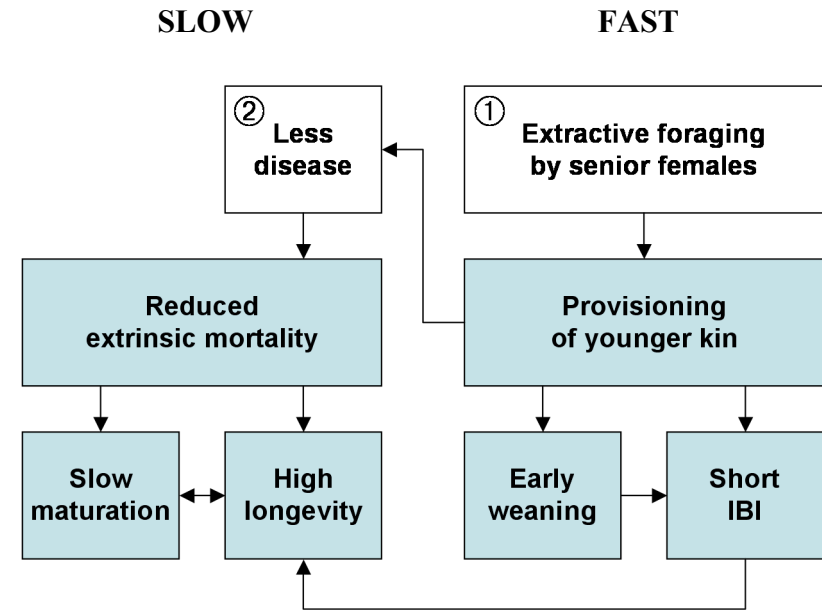 SLOW
FAST
②
Less
disease
①
Extractive foraging
by senior females
Reduced
extrinsic mortality
Provisioning
of younger kin
Slow
maturation
High
longevity
Early
weaning
Short
IBI